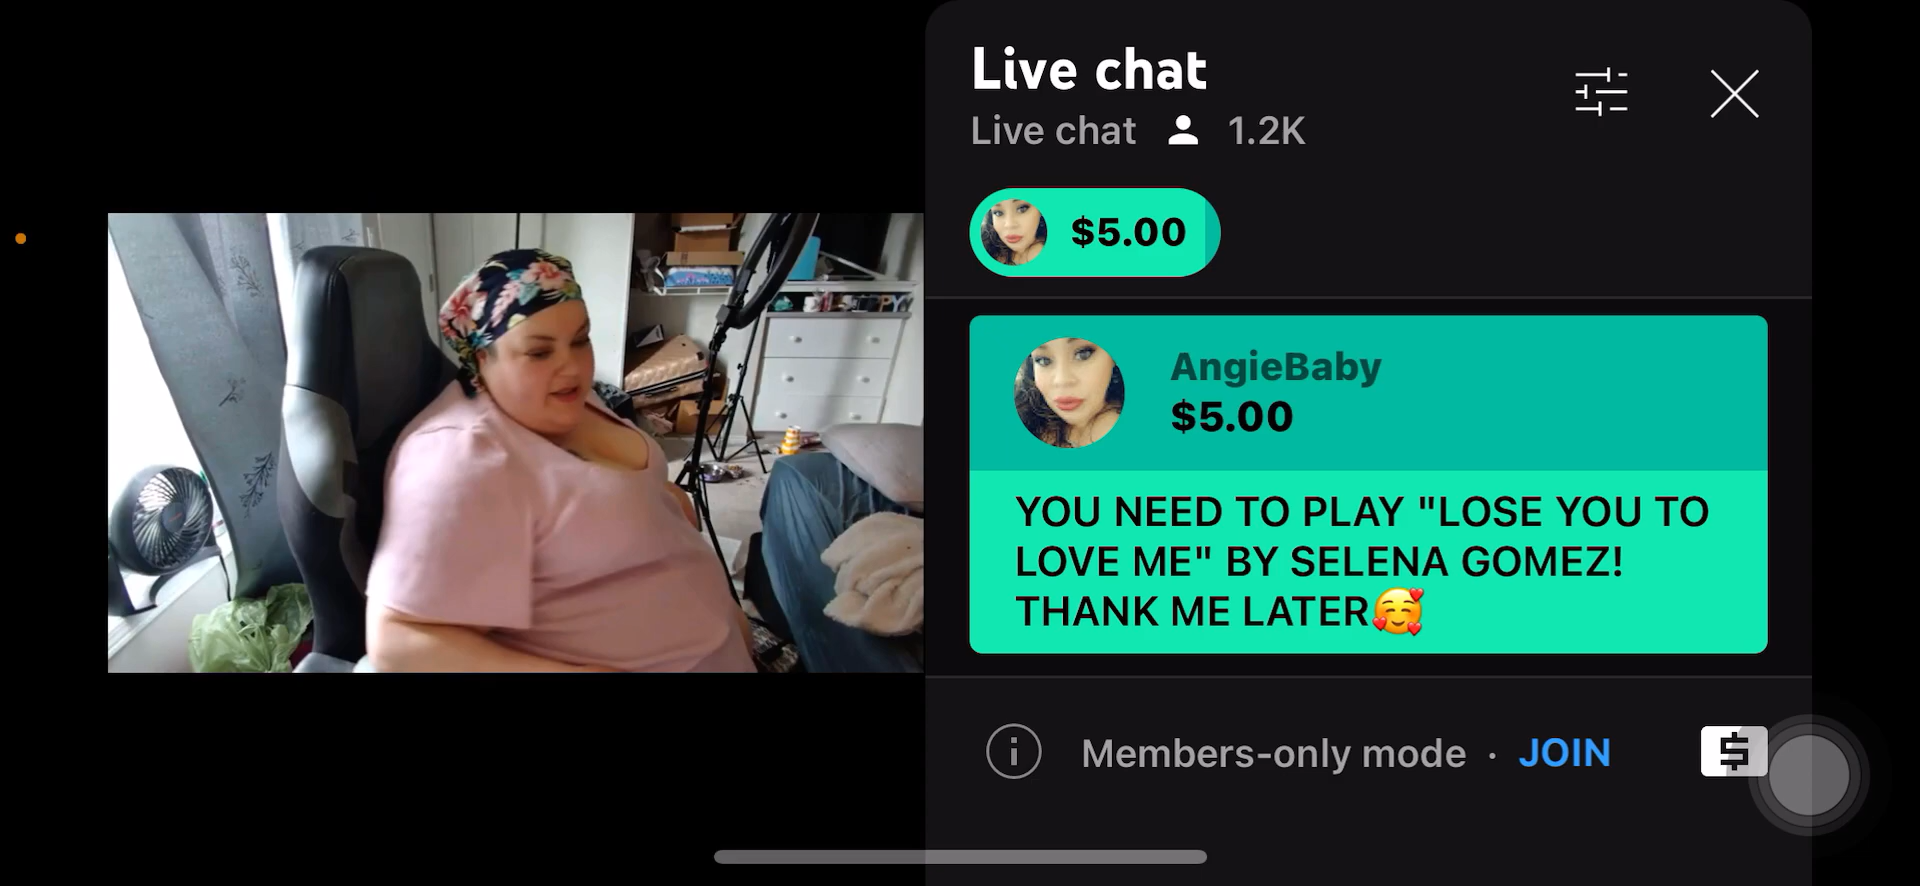 Live chat
Live chat 1.2K
$5.00
AngieBaby
$5.00
YOU NEED TO PLAY "LOSE YOU TO
LOVE ME" BY SELENA GOMEZ!
THANK ME LATER🥰
Members-only mode · JOIN
$